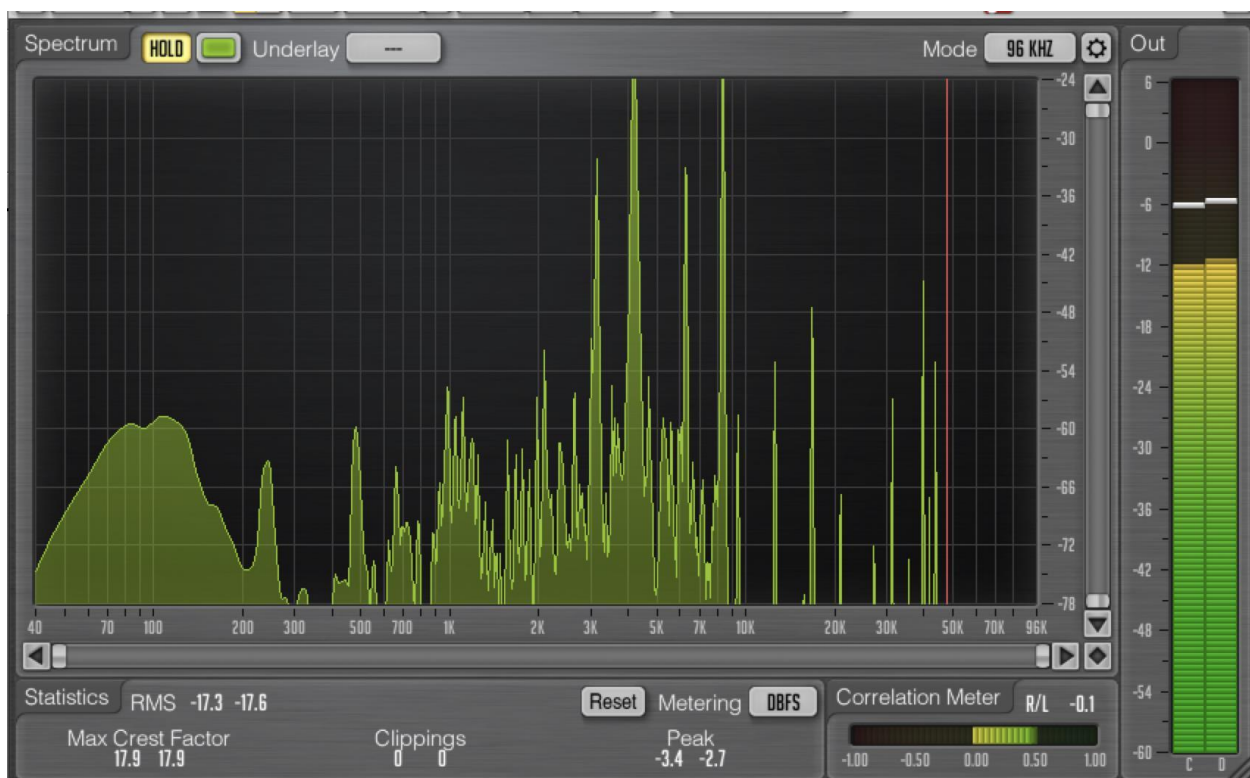 Spectrum HOLD Underlay --- Mode 96 KHZ Out
-24
-30
-36
-42
-48
-54
-60
-66
-72
-78
40 70 100 200 300 500 700 1K 2K 3K 5K 7K 10K 20K 30K 50K 70K 96K
6
0
-6
-12
-18
-24
-30
-36
-42
-48
-54
-60
C D
Statistics RMS -17.3 -17.6 Reset Metering DBFS
Max Crest Factor Clippings Peak
17.9 17.9 0 0 -3.4 -2.7
Correlation Meter R/L -0.1
-1.00 -0.50 0.00 0.50 1.00